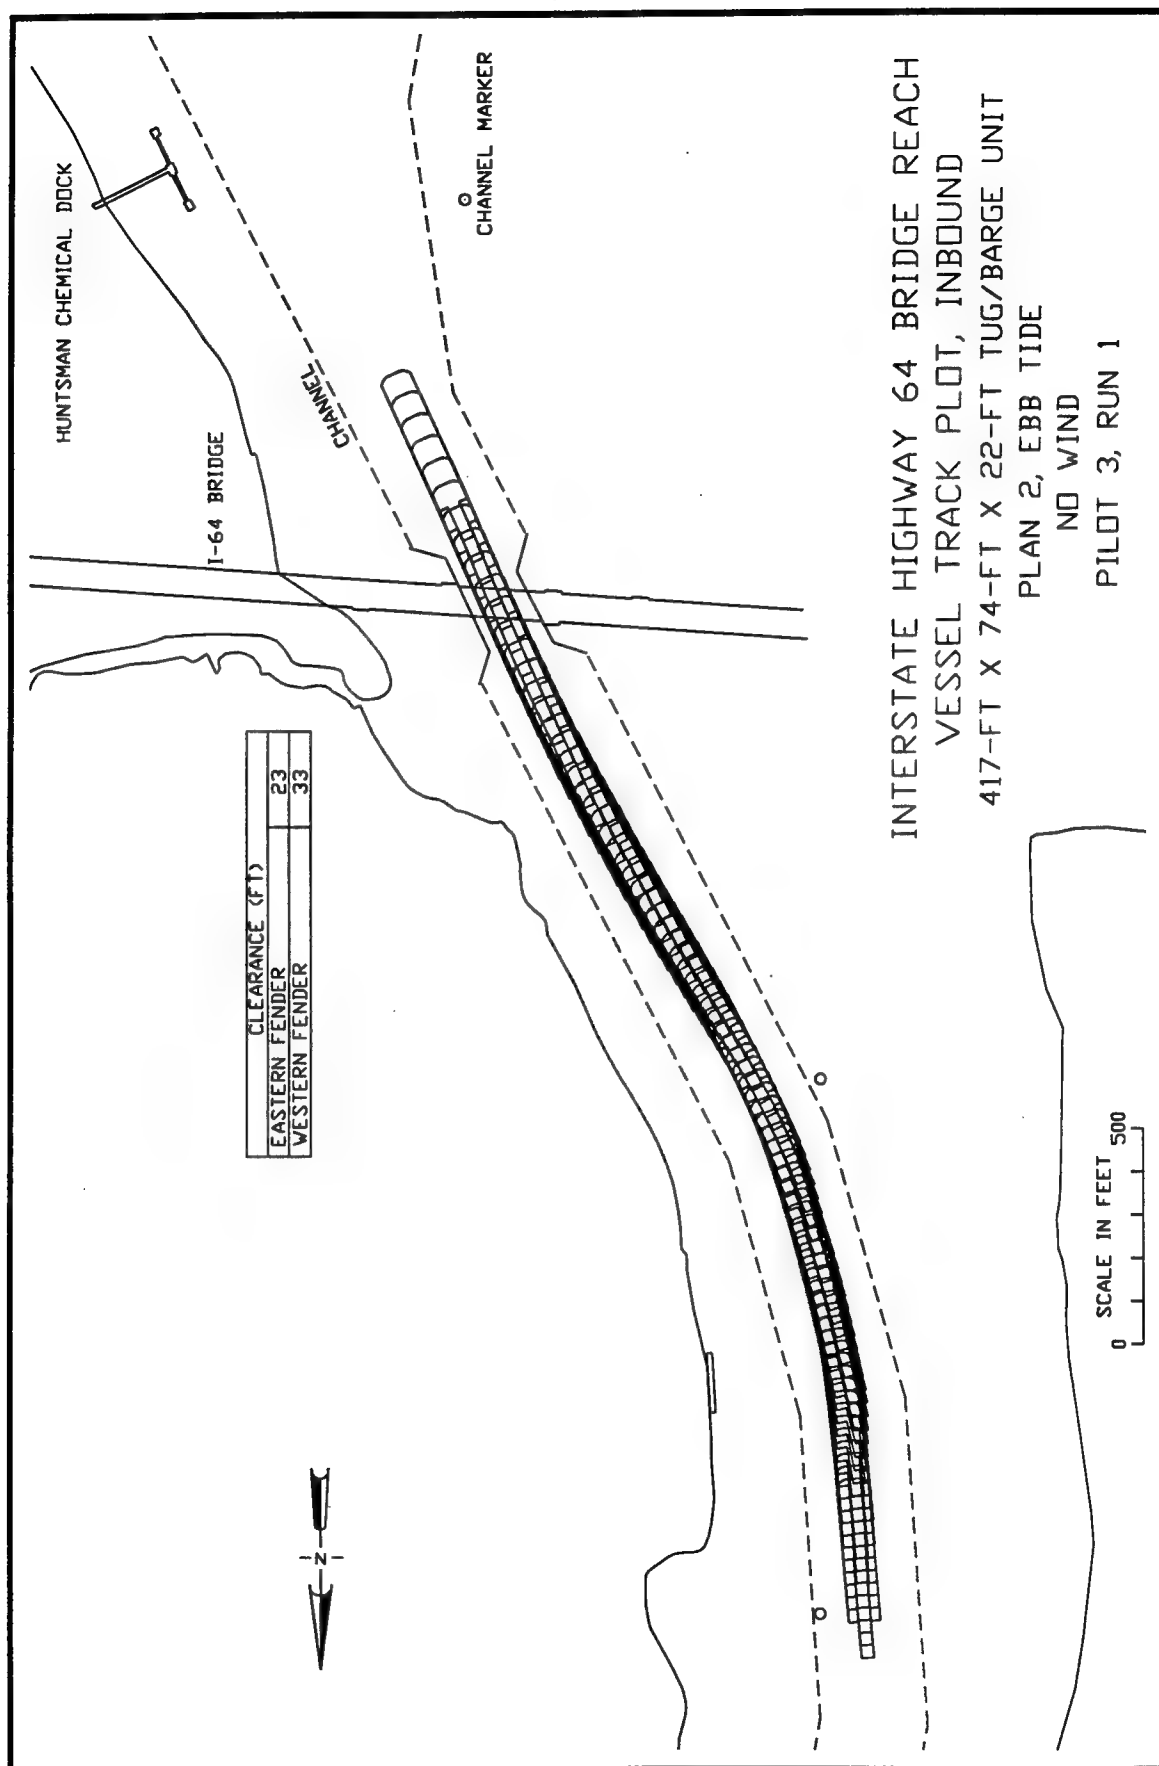 HUNTSMAN CHEMICAL DOCK
CHANNEL MARKER
CHANNEL
I-64 BRIDGE
CLEARANCE (FT)
EASTERN FENDER 23
WESTERN FENDER 33
N
SCALE IN FEET
0 500
INTERSTATE HIGHWAY 64 BRIDGE REACH
VESSEL TRACK PLOT, INBOUND
417-FT X 74-FT X 22-FT TUG/BARGE UNIT
PLAN 2, EBB TIDE
NO WIND
PILOT 3, RUN 1